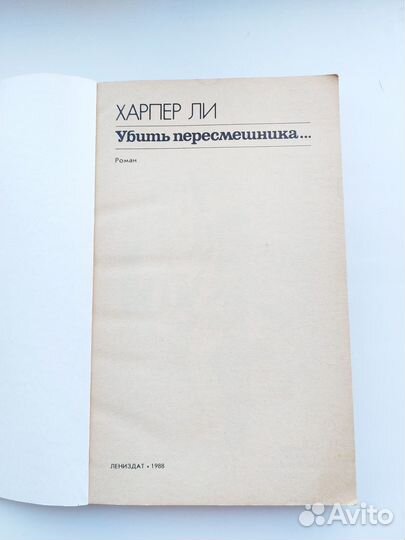 ХАРПЕР ЛИ
Убить пересмешника...
Роман
ЛЕНИЗДАТ • 1988
Avito